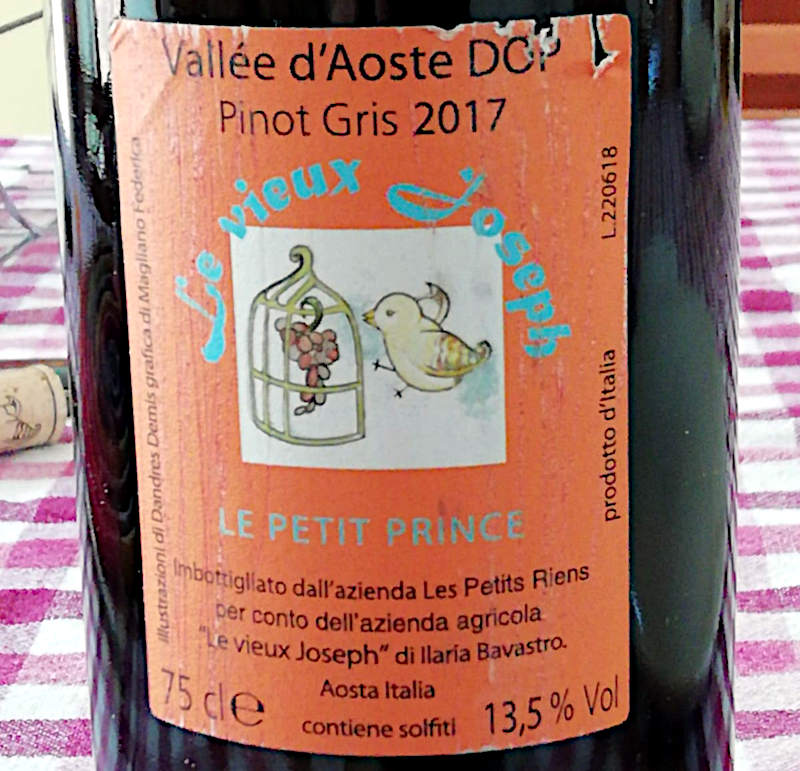 Vallée d'Aoste DOP
Pinot Gris 2017
Le vieux Joseph
LE PETIT PRINCE
Imbottigliato dall'azienda Les Petits Riens
per conto dell'azienda agricola
"Le vieux Joseph" di Ilaria Bavastro.
Aosta Italia
75 cl e
contiene solfiti
13,5% Vol
Illustrazioni di Dandres Demis grafica di Magliano Federica
L.220618
prodotto d'Italia